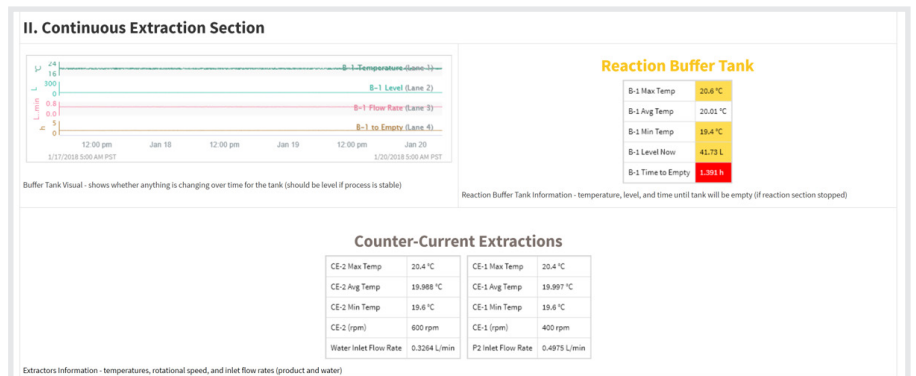 II. Continuous Extraction Section
°C
24
16
B-1 Temperature (Lane 1)
L
300
0
B-1 Level (Lane 2)
L.min
0.8
0.0
B-1 Flow Rate (Lane 3)
h
5
0
B-1 to Empty (Lane 4)
12:00 pm Jan 18 12:00 pm Jan 19 12:00 pm Jan 20
1/17/2018 5:00 AM PST 1/20/2018 5:00 AM PST
Buffer Tank Visual - shows whether anything is changing over time for the tank (should be level if process is stable)
Reaction Buffer Tank
B-1 Max Temp 20.6 °C
B-1 Avg Temp 20.01 °C
B-1 Min Temp 19.4 °C
B-1 Level Now 41.73 L
B-1 Time to Empty 1.391 h
Reaction Buffer Tank Information - temperature, level, and time until tank will be empty (if reaction section stopped)
Counter-Current Extractions
CE-2 Max Temp 20.4 °C CE-1 Max Temp 20.4 °C
CE-2 Avg Temp 19.988 °C CE-1 Avg Temp 19.997 °C
CE-2 Min Temp 19.6 °C CE-1 Min Temp 19.6 °C
CE-2 (rpm) 600 rpm CE-1 (rpm) 400 rpm
Water Inlet Flow Rate 0.3264 L/min P2 Inlet Flow Rate 0.4975 L/min
Extractors Information - temperatures, rotational speed, and inlet flow rates (product and water)